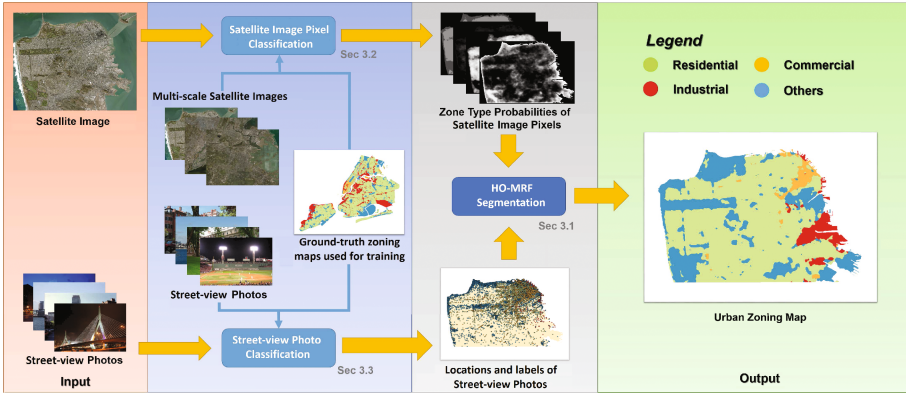 Satellite Image
Street-view Photos
Input
Satellite Image Pixel
Classification
Sec 3.2
Multi-scale Satellite Images
Ground-truth zoning
maps used for training
Street-view Photos
Street-view Photo
Classification
Sec 3.3
Zone Type Probabilities of
Satellite Image Pixels
HO-MRF
Segmentation
Sec 3.1
Locations and labels of
Street-view Photos
Legend
Residential
Commercial
Industrial
Others
Urban Zoning Map
Output